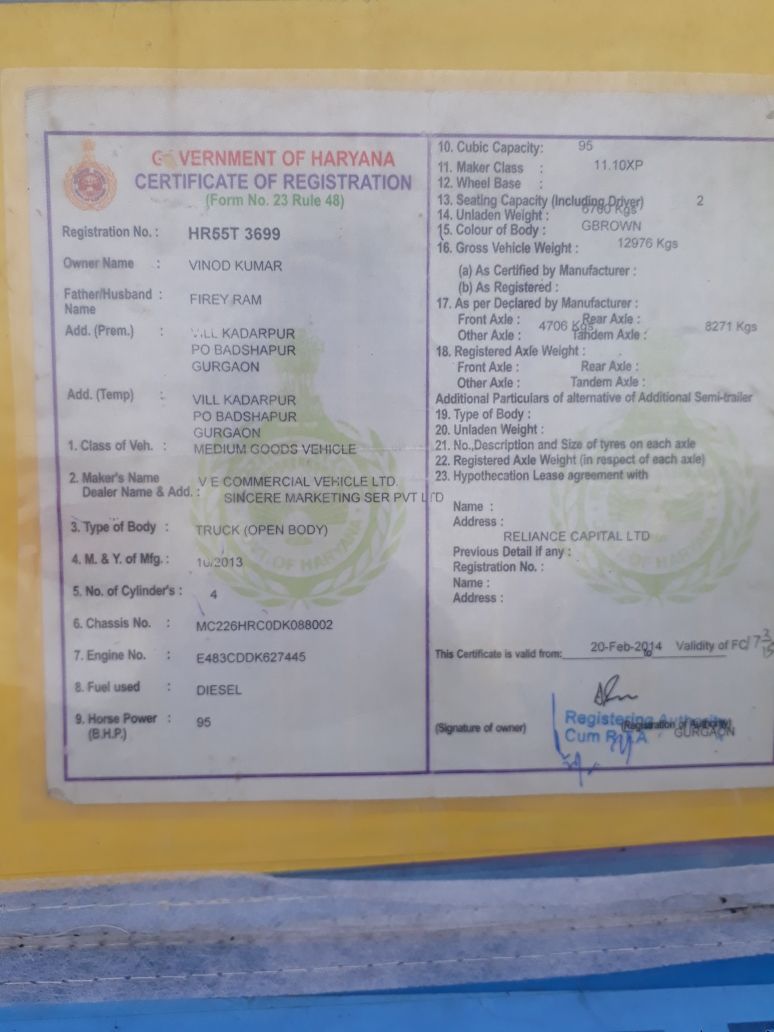 GOVERNMENT OF HARYANA
CERTIFICATE OF REGISTRATION
(Form No. 23 Rule 48)
Registration No. : HR55T 3699
Owner Name : VINOD KUMAR
Father/Husband : FIREY RAM
Name
Add. (Prem.) : VILL KADARPUR
PO BADSHAPUR
GURGAON
Add. (Temp) : VILL KADARPUR
PO BADSHAPUR
GURGAON
1. Class of Veh. : MEDIUM GOODS VEHICLE
2. Maker's Name V E COMMERCIAL VEHICLE LTD.
Dealer Name & Add. : SINCERE MARKETING SER PVT LTD
3. Type of Body : TRUCK (OPEN BODY)
4. M. & Y. of Mfg. : 10/2013
5. No. of Cylinder's : 4
6. Chassis No. : MC226HRC0DK088002
7. Engine No. : E483CDDK627445
8. Fuel used : DIESEL
9. Horse Power : 95
(B.H.P.)
10. Cubic Capacity: 95
11. Maker Class : 11.10XP
12. Wheel Base :
13. Seating Capacity (Including Driver) 2
14. Unladen Weight : 6760 Kgs
15. Colour of Body : GBROWN
16. Gross Vehicle Weight : 12976 Kgs
(a) As Certified by Manufacturer :
(b) As Registered :
17. As per Declared by Manufacturer :
Front Axle : 4706 Kgs Rear Axle : 8271 Kgs
Other Axle : Tandem Axle :
18. Registered Axle Weight :
Front Axle : Rear Axle :
Other Axle : Tandem Axle :
Additional Particulars of alternative of Additional Semi-trailer
19. Type of Body :
20. Unladen Weight :
21. No.,Description and Size of tyres on each axle
22. Registered Axle Weight (in respect of each axle)
23. Hypothecation Lease agreement with
Name :
Address :
RELIANCE CAPITAL LTD
Previous Detail if any :
Registration No. :
Name :
Address :
This Certificate is valid from: 20-Feb-2014 Validity of FC
(Signature of owner) Registering Authority
(Registration of Authority)
Cum R.T.A GURGAON